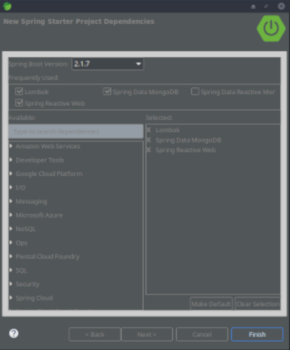 New Spring Starter Project Dependencies
Spring Boot Version: 2.1.7
Frequently Used:
Lombok Spring Data MongoDB Spring Data Reactive Mon
Spring Reactive Web
Available: Selected:
Type to search dependencies X Lombok
X Spring Data MongoDB
Amazon Web Services X Spring Reactive Web
Developer Tools
Google Cloud Platform
I/O
Messaging
Microsoft Azure
NoSQL
Ops
Pivotal Cloud Foundry
SQL
Security
Spring Cloud
Make Default Clear Selection
? < Back Next > Cancel Finish